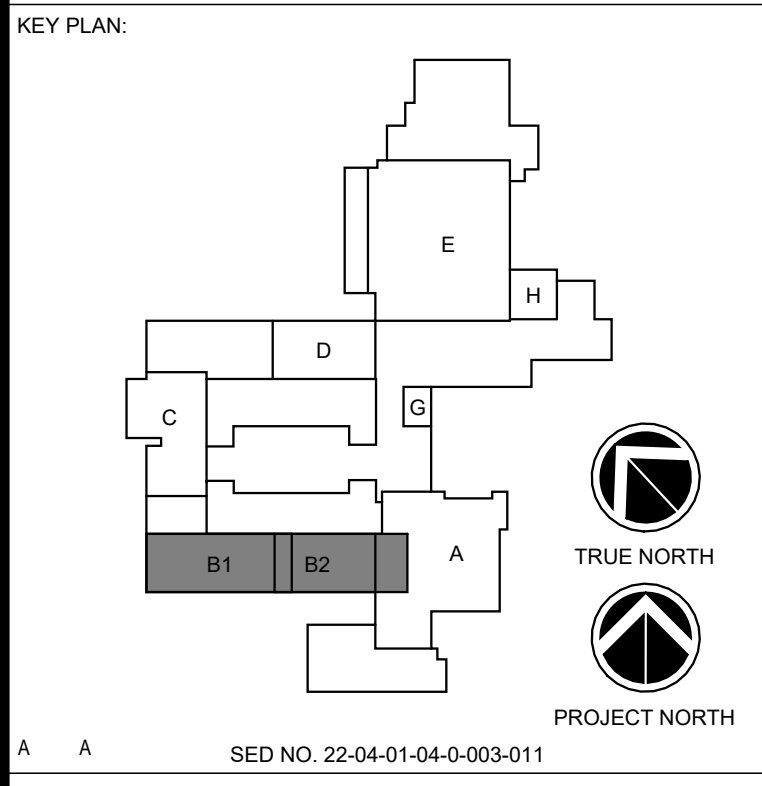 KEY PLAN:
E
H
D
G
C
A
B1 B2
TRUE NORTH
PROJECT NORTH
A A
SED NO. 22-04-01-04-0-003-011